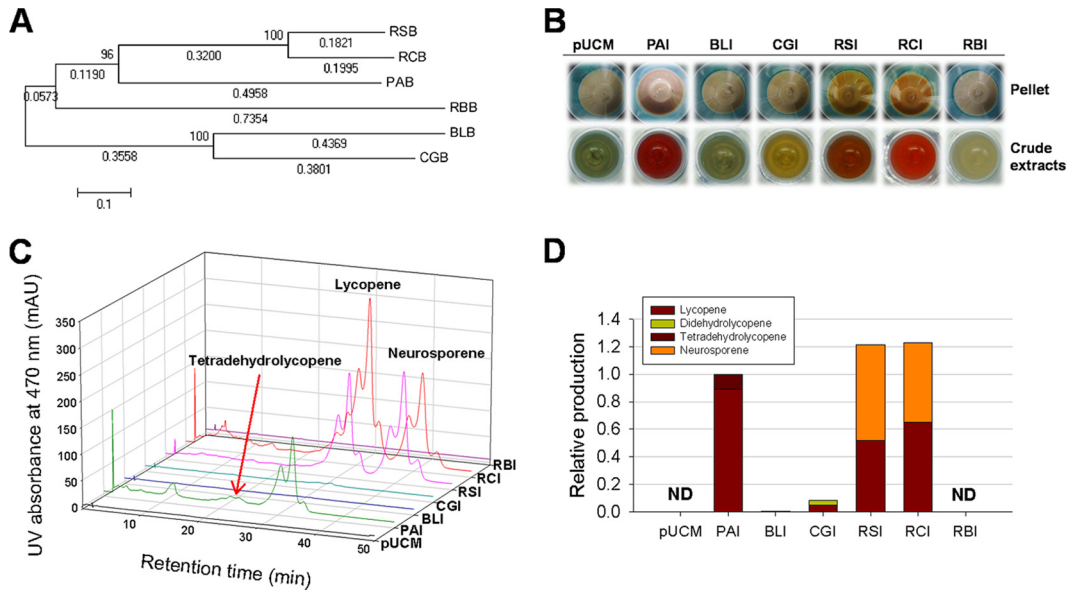 A
100
RSB
0.1821
96
0.3200
RCB
0.1190
0.1995
PAB
0.0573
0.4958
RBB
0.7354
100
BLB
0.3558
0.4369
CGB
0.3801
0.1
B
pUCM PAI BLI CGI RSI RCI RBI
Pellet
Crude
extracts
C
UV absorbance at 470 nm (mAU)
350
300
250
200
150
100
50
0
Lycopene
Neurosporene
Tetradehydrolycopene
RBI
RCI
RSI
CGI
BLI
PAI
pUCM
10
20
30
40
50
Retention time (min)
D
Lycopene
Didehydrolycopene
Tetradehydrolycopene
Neurosporene
Relative production
1.4
1.2
1.0
0.8
0.6
0.4
0.2
0.0
ND
ND
pUCM PAI BLI CGI RSI RCI RBI